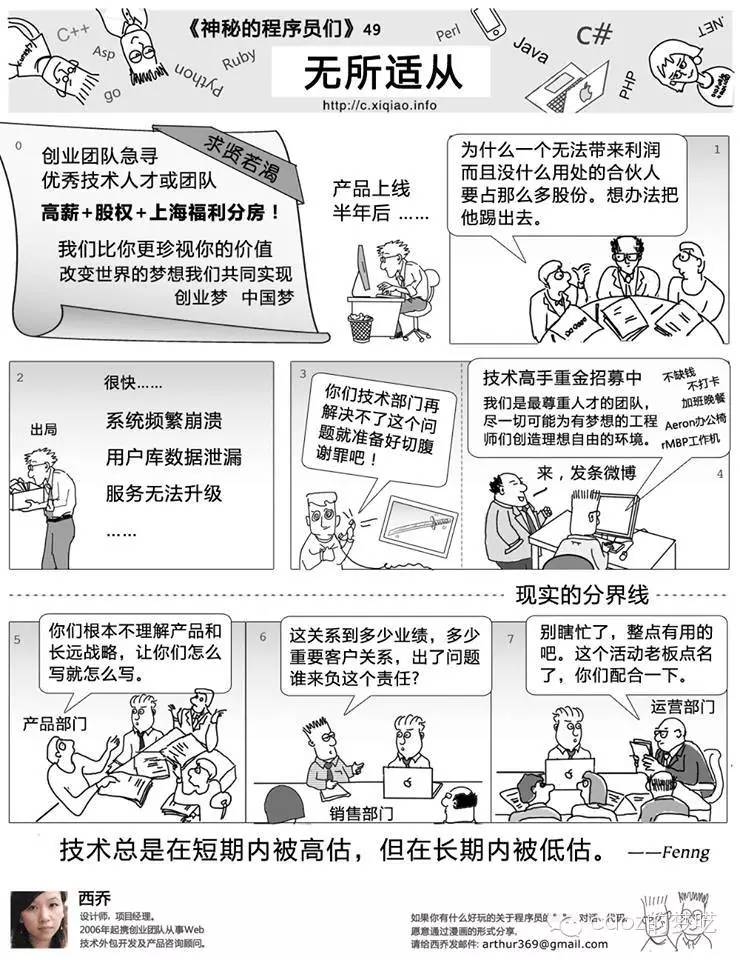 《神秘的程序员们》49
无所适从
http://c.xiqiao.info
C++
Asp
go
Python
Ruby
Perl
Java
C#
PHP
.NET
0
求贤若渴
创业团队急寻
优秀技术人才或团队
高薪+股权+上海福利分房！
我们比你更珍视你的价值
改变世界的梦想我们共同实现
创业梦 中国梦
产品上线
半年后 ......
1
为什么一个无法带来利润
而且没什么用处的合伙人
要占那么多股份。想办法把
他踢出去。
2
很快......
出局
系统频繁崩溃
用户库数据泄漏
服务无法升级
......
3
你们技术部门再
解决不了这个问
题就准备好切腹
谢罪吧！
技术高手重金招募中
我们是最尊重人才的团队，
尽一切可能为有梦想的工程
师们创造理想自由的环境。
不缺钱
不打卡
加班晚餐
Aeron办公椅
rMBP工作机
4
来，发条微博
现实的分界线
5
你们根本不理解产品和
长远战略，让你们怎么
写就怎么写。
产品部门
6
这关系到多少业绩，多少
重要客户关系，出了问题
谁来负这个责任?
销售部门
7
别瞎忙了，整点有用的
吧。这个活动老板点名
了，你们配合一下。
运营部门
技术总是在短期内被高估，但在长期内被低估。 ——Fenng
西乔
设计师，项目经理。
2006年起携创业团队从事Web
技术外包开发及产品咨询顾问。
如果你有什么好玩的关于程序员的
对话、代码，
愿意通过漫画的形式分享，
请给西乔发邮件: arthur369@gmail.com
caoz的梦呓